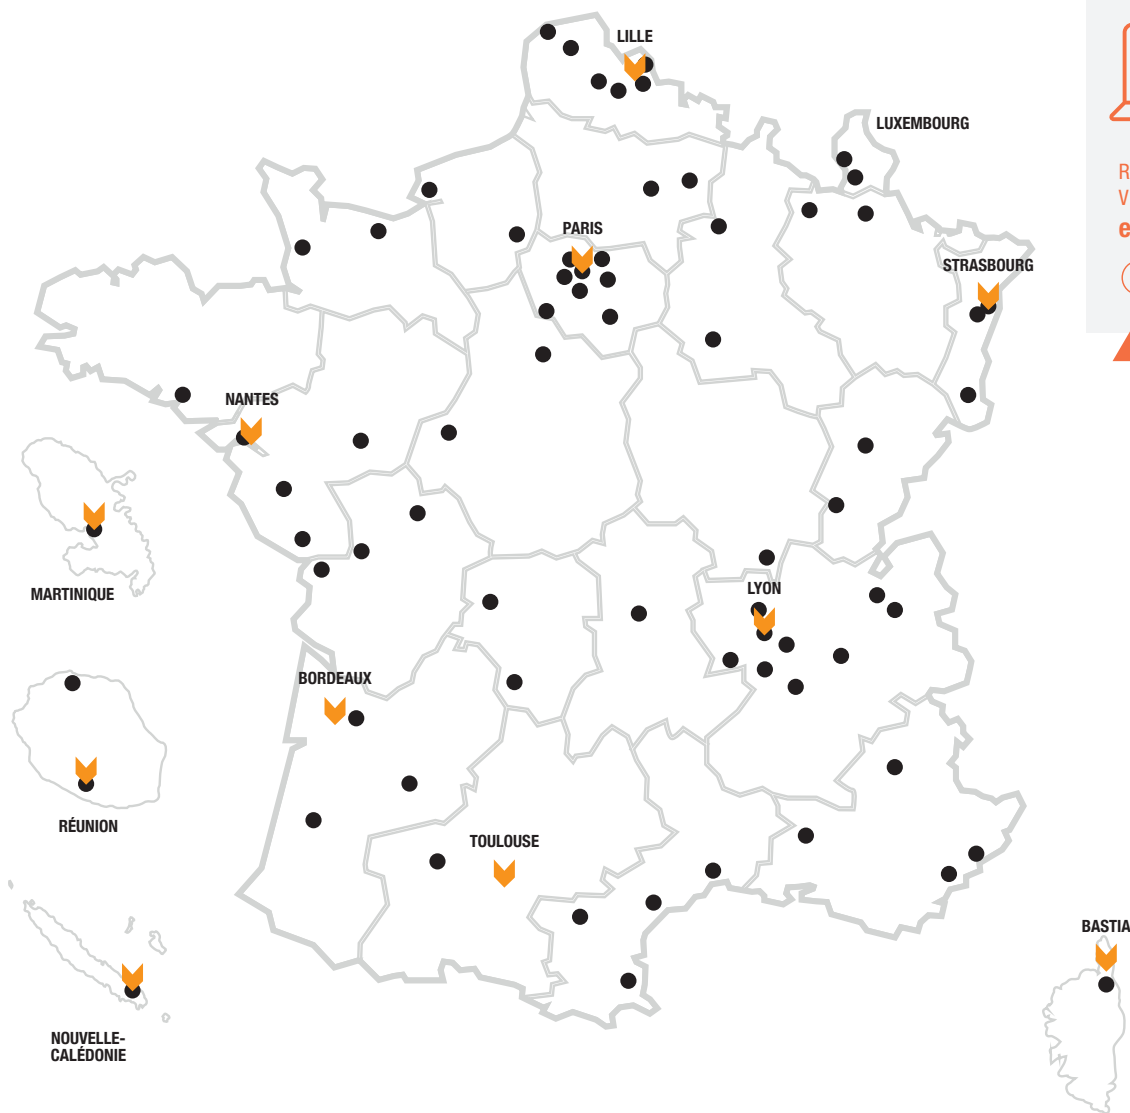 LILLE
LUXEMBOURG
R
V
e
PARIS
STRASBOURG
NANTES
MARTINIQUE
LYON
BORDEAUX
RÉUNION
TOULOUSE
BASTIA
NOUVELLE-
CALÉDONIE